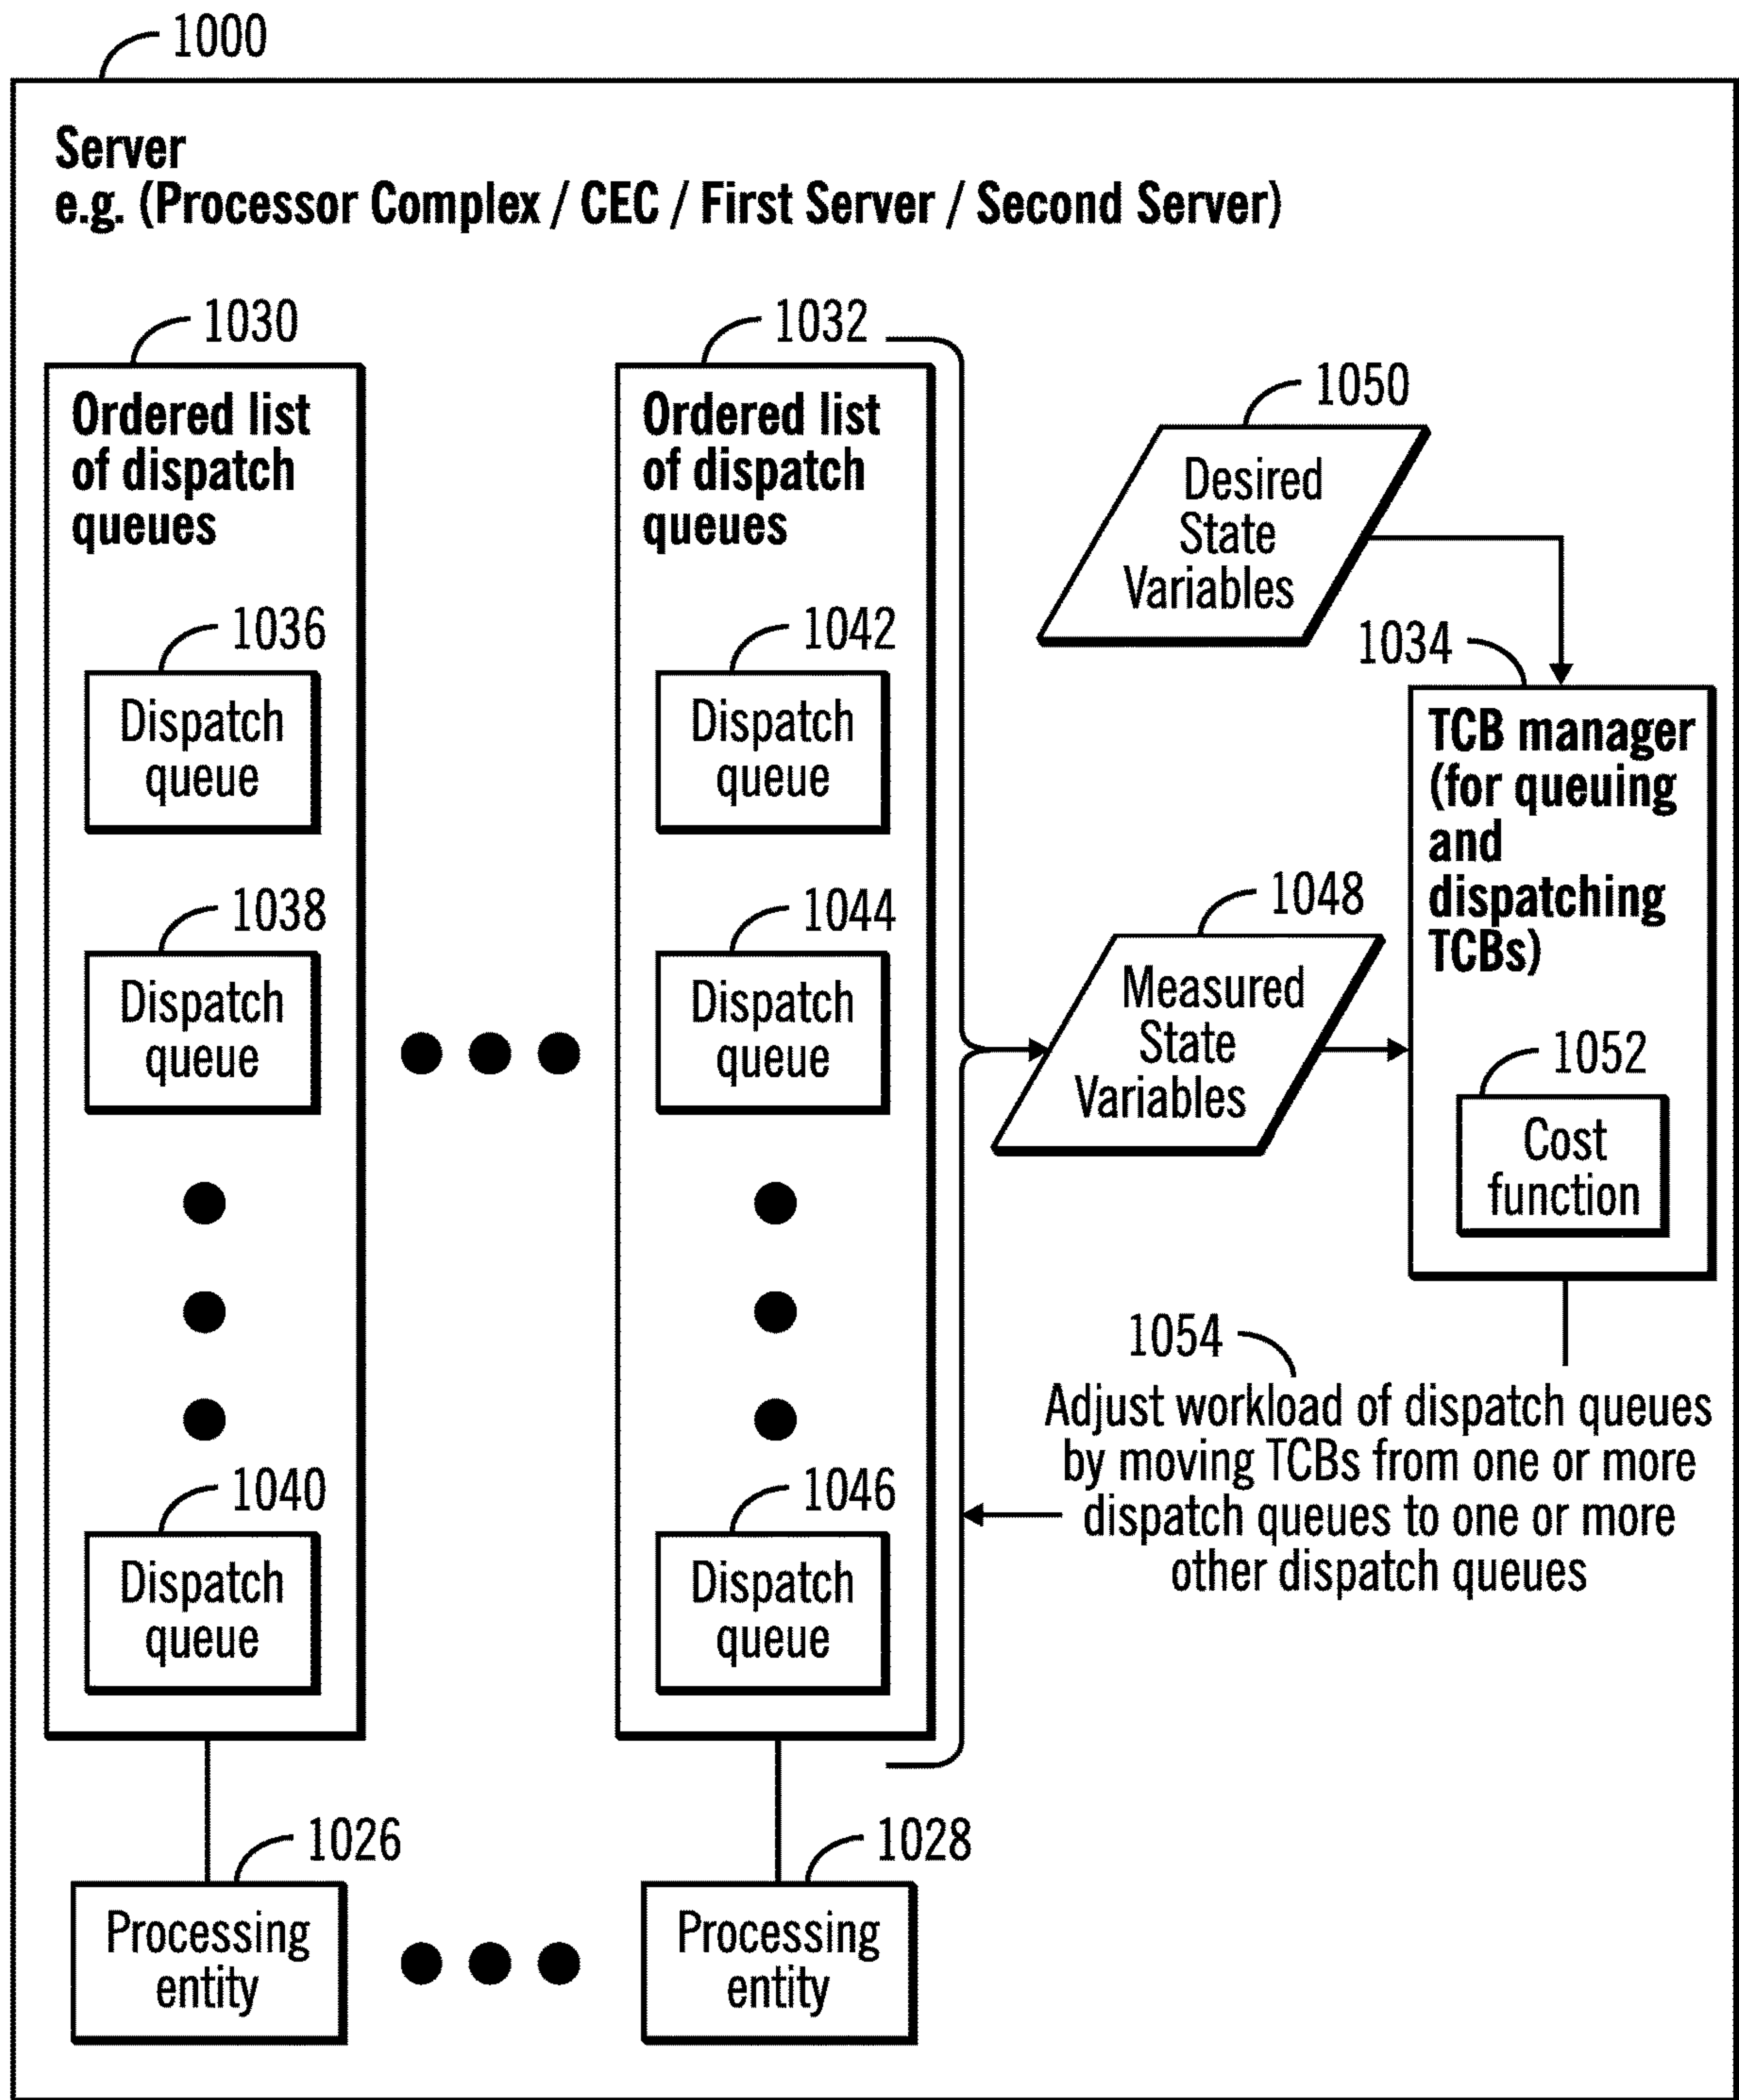 1000
Server
e.g. (Processor Complex / CEC / First Server / Second Server)
1030
Ordered list
of dispatch
queues
1036
Dispatch
queue
1038
Dispatch
queue
1040
Dispatch
queue
1032
Ordered list
of dispatch
queues
1042
Dispatch
queue
1044
Dispatch
queue
1046
Dispatch
queue
1050
Desired
State
Variables
1048
Measured
State
Variables
1034
TCB manager
(for queuing
and
dispatching
TCBs)
1052
Cost
function
1054
Adjust workload of dispatch queues
by moving TCBs from one or more
dispatch queues to one or more
other dispatch queues
1026
Processing
entity
1028
Processing
entity